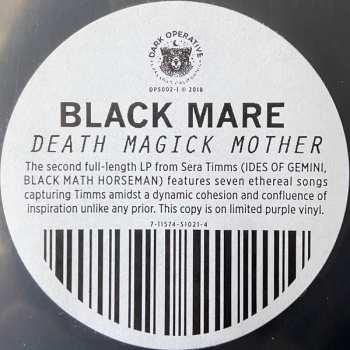 DARK OPERATIVE
OPS002-1 © 2018
BLACK MARE
DEATH MAGICK MOTHER
The second full-length LP from Sera Timms (IDES OF GEMINI,
BLACK MATH HORSEMAN) features seven ethereal songs
capturing Timms amidst a dynamic cohesion and confluence of
inspiration unlike any prior. This copy is on limited purple vinyl.
7-11574-51021-4